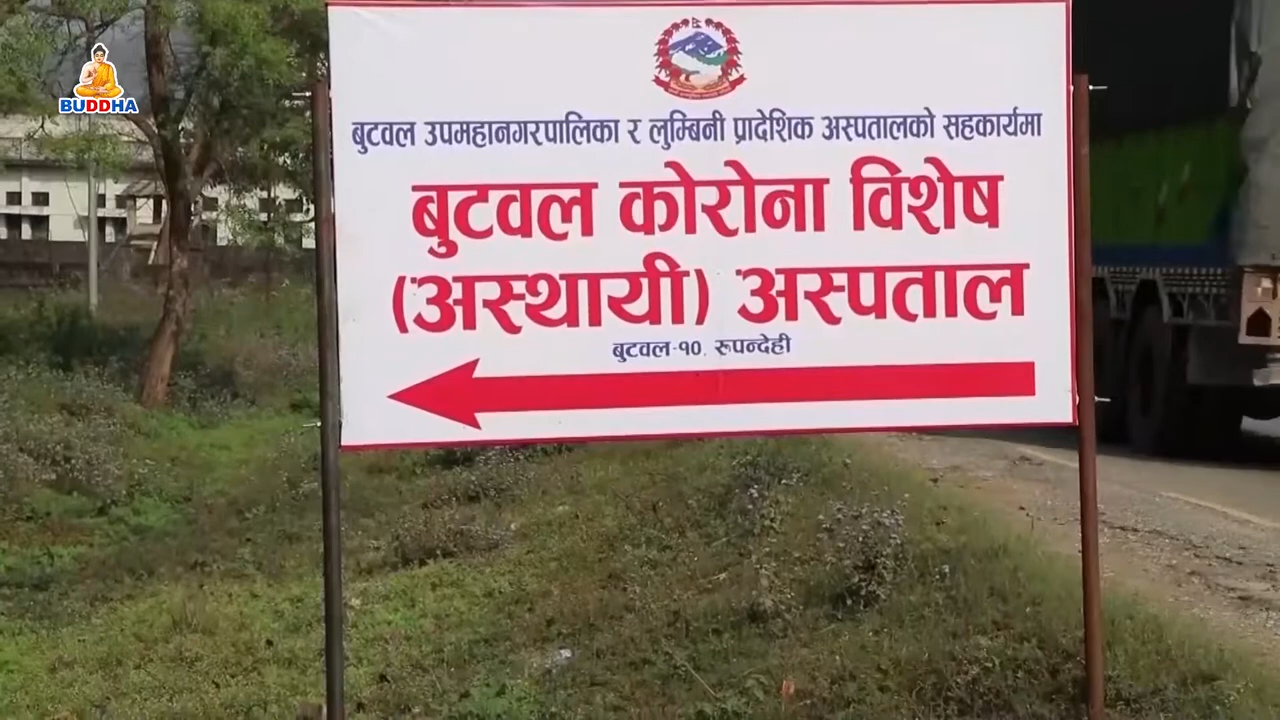 BUDDHA
बुटवल उपमहानगरपालिका र लुम्बिनी प्रादेशिक अस्पतालको सहकार्यमा
बुटवल कोरोना विशेष
(अस्थायी) अस्पताल
बुटवल-१०, रुपन्देही